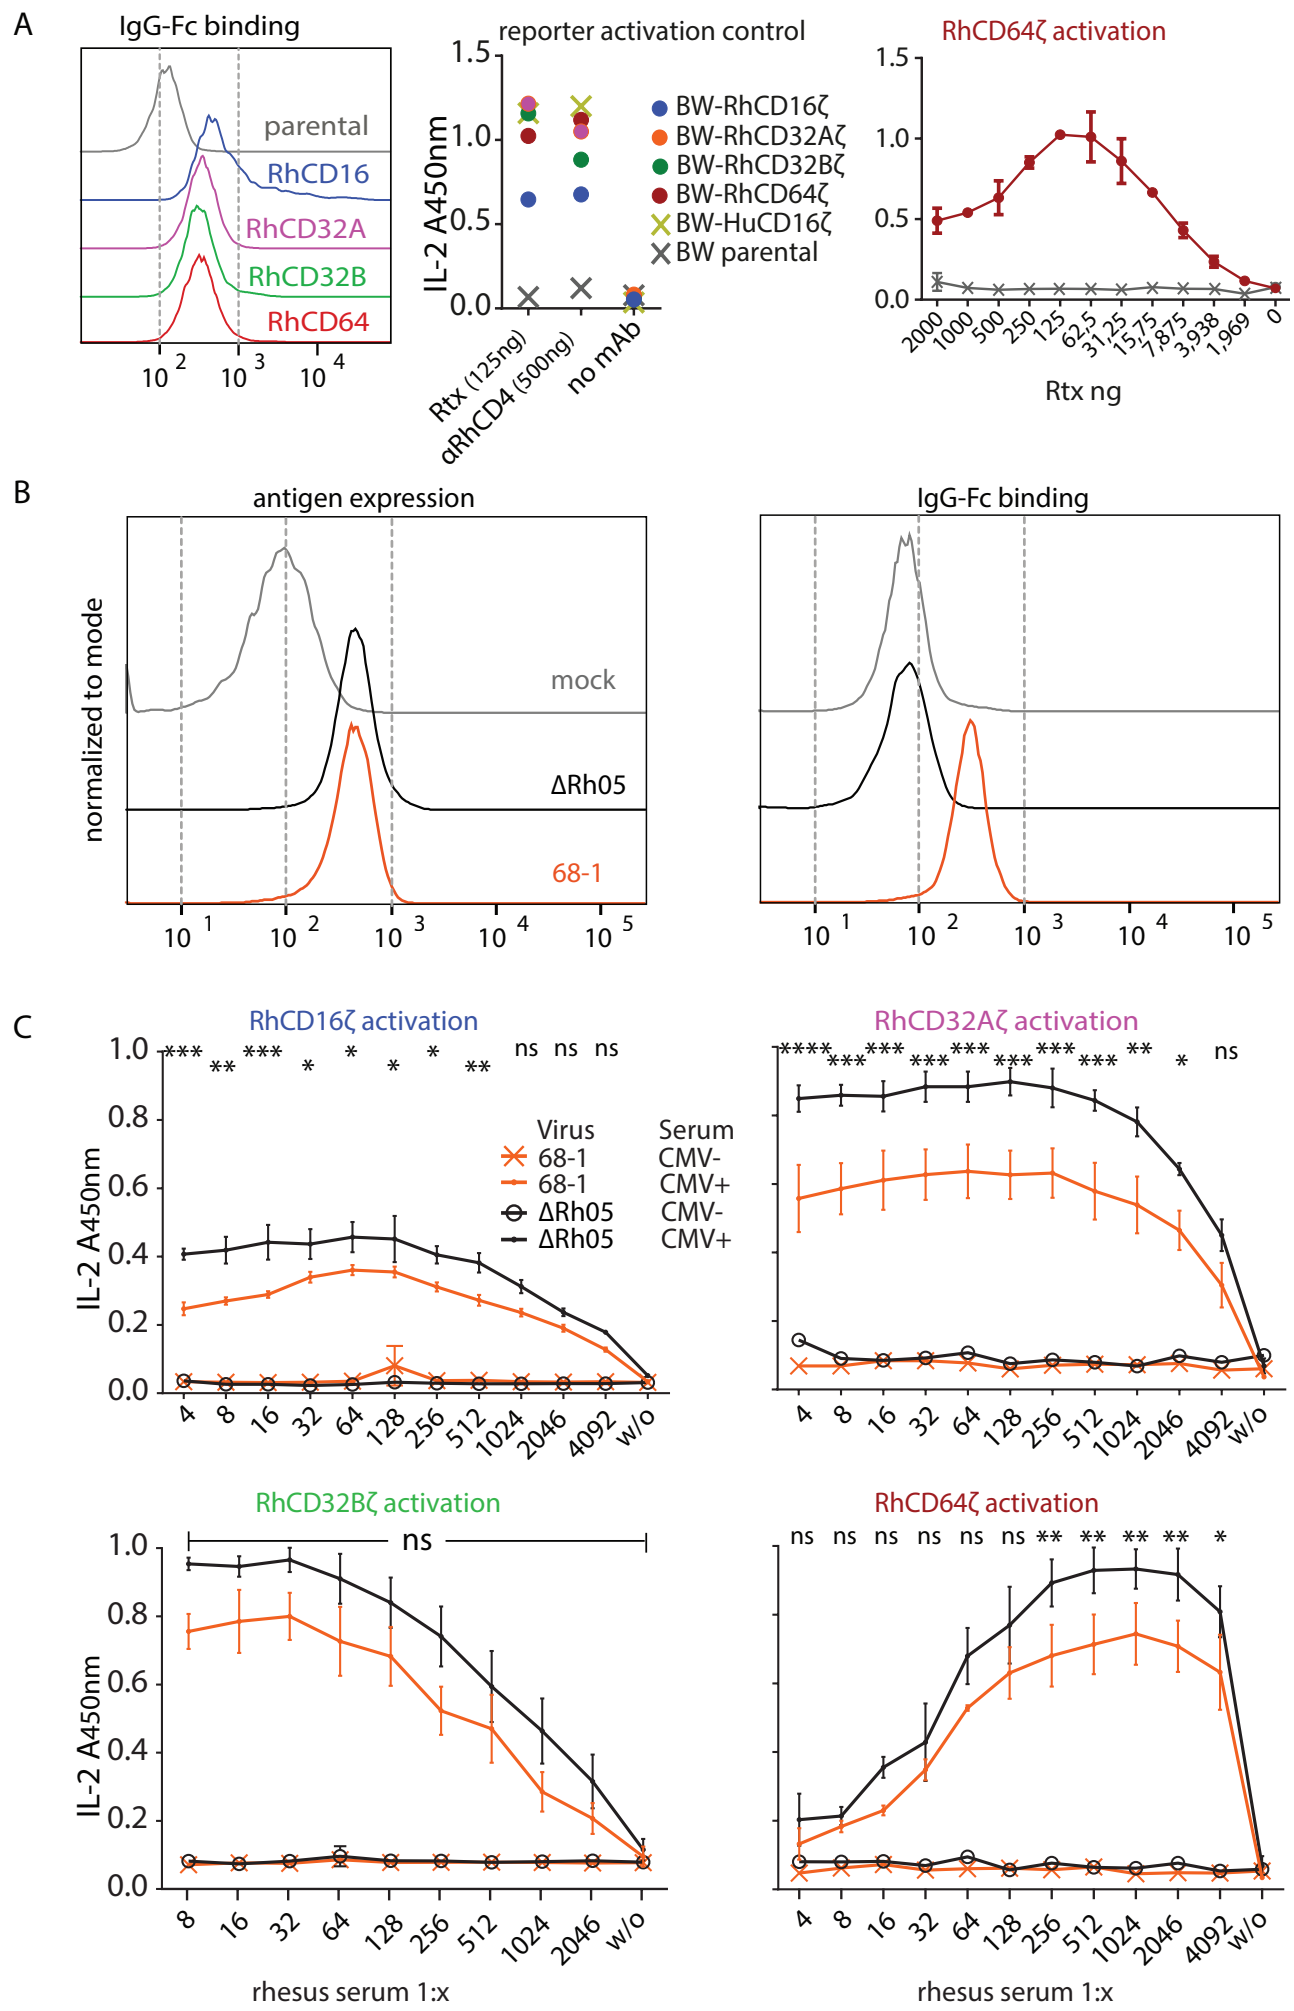 A
IgG-Fc binding
parental
RhCD16
RhCD32A
RhCD32B
RhCD64
10 2 10 3 10 4
reporter activation control
IL-2 A450nm
1.5
1.0
0.5
0.0
Rtx (125ng)
αRhCD4 (500ng)
no mAb
BW-RhCD16ζ
BW-RhCD32Aζ
BW-RhCD32Bζ
BW-RhCD64ζ
BW-HuCD16ζ
BW parental
RhCD64ζ activation
1.5
1.0
0.5
0.0
2000 1000 500 250 125 62,5 31,25 15,75 7,875 3,938 1,969 0
Rtx ng
B
antigen expression
normalized to mode
mock
ΔRh05
68-1
10 1 10 2 10 3 10 4 10 5
IgG-Fc binding
10 1 10 2 10 3 10 4 10 5
C
RhCD16ζ activation
IL-2 A450nm
*** ** *** * * * * ** ns ns ns
1.0
0.8
0.6
0.4
0.2
0.0
4 8 16 32 64 128 256 512 1024 2046 4092 w/o
Virus Serum
68-1 CMV-
68-1 CMV+
ΔRh05 CMV-
ΔRh05 CMV+
RhCD32Aζ activation
**** *** *** *** *** *** *** *** ** * ns
4 8 16 32 64 128 256 512 1024 2046 4092 w/o
RhCD32Bζ activation
ns
IL-2 A450nm
1.0
0.8
0.6
0.4
0.2
0.0
8 16 32 64 128 256 512 1024 2046 w/o
rhesus serum 1:x
RhCD64ζ activation
ns ns ns ns ns ns ** ** ** ** *
4 8 16 32 64 128 256 512 1024 2046 4092 w/o
rhesus serum 1:x